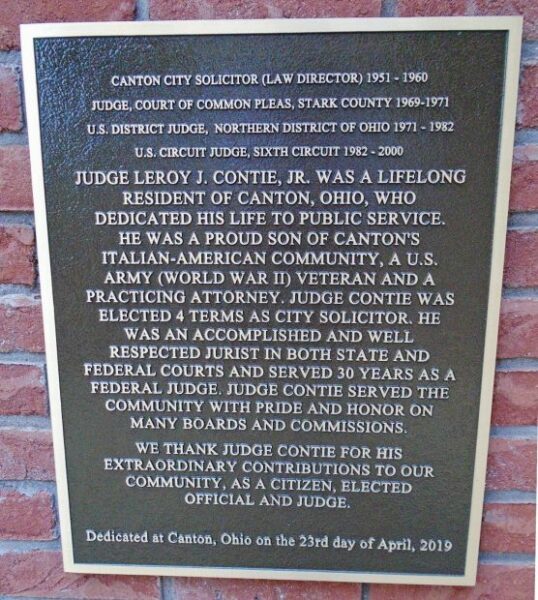 CANTON CITY SOLICITOR (LAW DIRECTOR) 1951 - 1960
JUDGE, COURT OF COMMON PLEAS, STARK COUNTY 1969-1971
U.S. DISTRICT JUDGE, NORTHERN DISTRICT OF OHIO 1971 - 1982
U.S. CIRCUIT JUDGE, SIXTH CIRCUIT 1982 - 2000
JUDGE LEROY J. CONTIE, JR. WAS A LIFELONG
RESIDENT OF CANTON, OHIO, WHO
DEDICATED HIS LIFE TO PUBLIC SERVICE.
HE WAS A PROUD SON OF CANTON'S
ITALIAN-AMERICAN COMMUNITY, A U.S.
ARMY (WORLD WAR II) VETERAN AND A
PRACTICING ATTORNEY. JUDGE CONTIE WAS
ELECTED 4 TERMS AS CITY SOLICITOR. HE
WAS AN ACCOMPLISHED AND WELL
RESPECTED JURIST IN BOTH STATE AND
FEDERAL COURTS AND SERVED 30 YEARS AS A
FEDERAL JUDGE. JUDGE CONTIE SERVED THE
COMMUNITY WITH PRIDE AND HONOR ON
MANY BOARDS AND COMMISSIONS.
WE THANK JUDGE CONTIE FOR HIS
EXTRAORDINARY CONTRIBUTIONS TO OUR
COMMUNITY, AS A CITIZEN, ELECTED
OFFICIAL AND JUDGE.
Dedicated at Canton, Ohio on the 23rd day of April, 2019